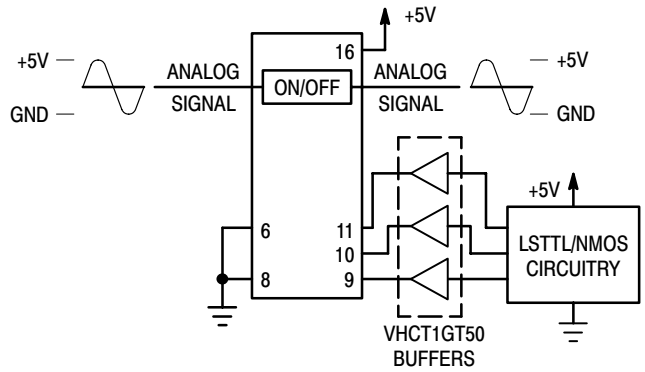 +5V
16
+5V
GND
ANALOG
SIGNAL
ON/OFF
ANALOG
SIGNAL
+5V
GND
+5V
6
8
11
10
9
LSTTL/NMOS
CIRCUITRY
VHCT1GT50
BUFFERS